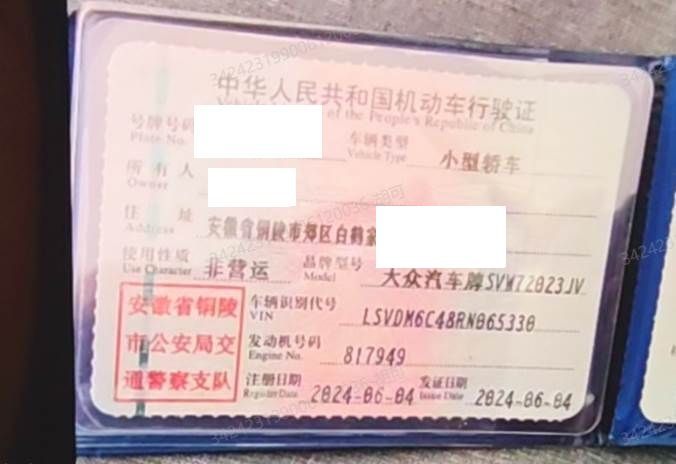 中华人民共和国机动车行驶证
of the People's Republic of China
号牌号码
Plate No.
车辆类型 小型轿车
Vehicle Type
所有人
Owner
住址 安徽省铜陵市郊区白鹤
Address
使用性质 非营运 品牌型号 大众汽车牌SVW72023JV
Use Character Model
安徽省铜陵
市公安局交
通警察支队
车辆识别代号 LSVDM6C48RN065330
VIN
发动机号码 817949
Engine No.
注册日期 2024-06-04 发证日期 2024-06-04
Register Date Issue Date